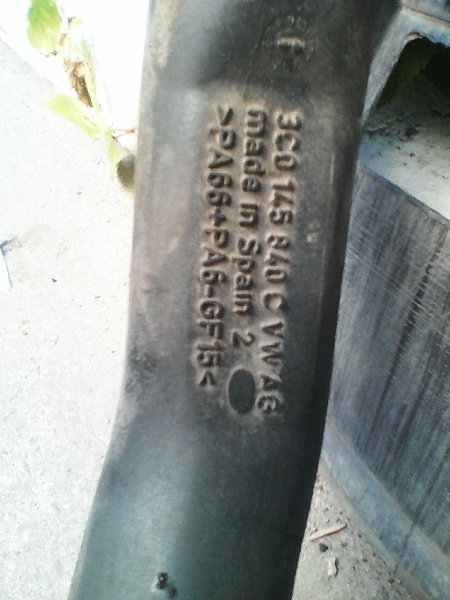 3C0 145 840 C VW AG
made in Spain 2
>PA66+PA6-GF15<